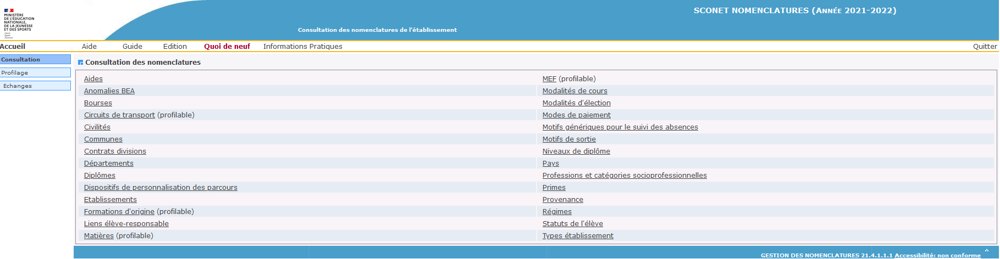 MINISTÈRE
DE L'ÉDUCATION
NATIONALE,
DE LA JEUNESSE
ET DES SPORTS
Liberté
Égalité
Fraternité
SCONET NOMENCLATURES (ANNÉE 2021-2022)
Consultation des nomenclatures de l'établissement
Accueil Aide Guide Edition Quoi de neuf Informations Pratiques Quitter
Consultation
Profilage
Echanges
Consultation des nomenclatures
Aides
Anomalies BEA
Bourses
Circuits de transport (profilable)
Civilités
Communes
Contrats divisions
Départements
Diplômes
Dispositifs de personnalisation des parcours
Etablissements
Formations d'origine (profilable)
Liens élève-responsable
Matières (profilable)
MEF (profilable)
Modalités de cours
Modalités d'élection
Modes de paiement
Motifs génériques pour le suivi des absences
Motifs de sortie
Niveaux de diplôme
Pays
Professions et catégories socioprofessionnelles
Primes
Provenance
Régimes
Statuts de l'élève
Types établissement
GESTION DES NOMENCLATURES 21.4.1.1.1 Accessibilité: non conforme